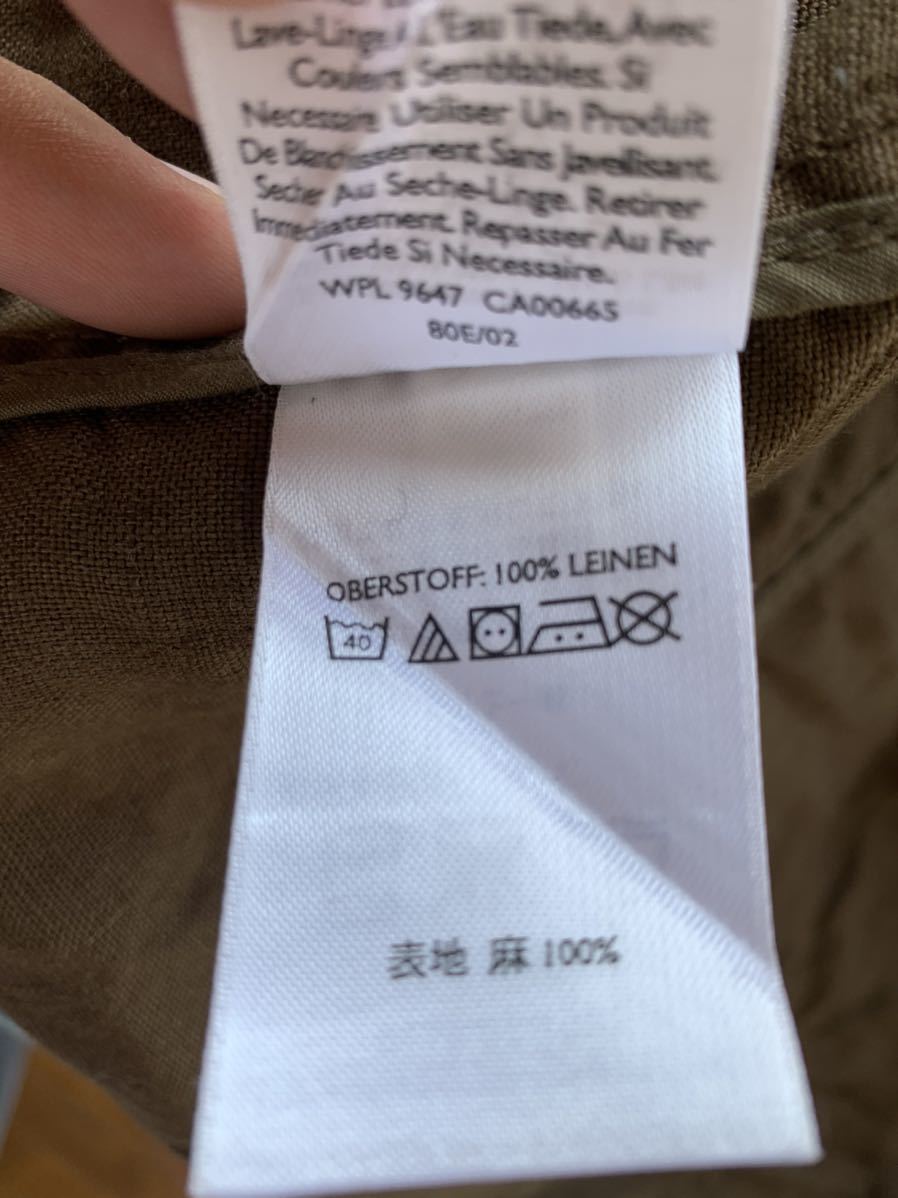 Lave-Linge A L'Eau Tiede, Avec
Coulers Semblables. Si
Necessaire Utiliser Un Produit
De Blanchissement Sans Javellisant.
Secher Au Seche-Linge. Retirer
Immediatement. Repasser Au Fer
Tiede Si Necessaire.
WPL 9647 CA00665
80E/02
OBERSTOFF: 100% LEINEN
40
表地 麻 100%